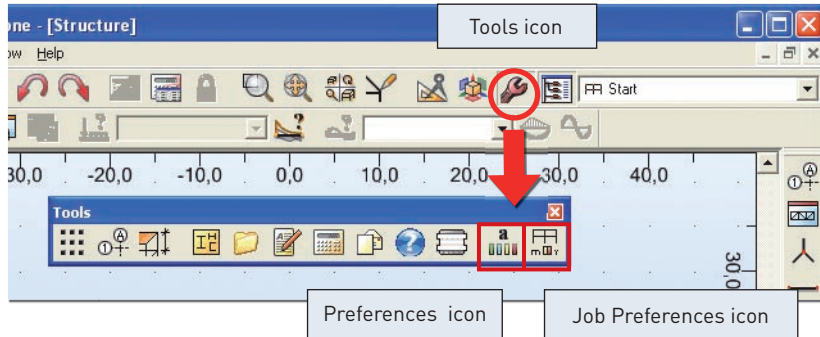 one - [Structure]
Tools icon
ow Help
Start
30,0 -20,0 -10,0 0,0 10,0 20,0 30,0 40,0
Tools
30,0
Preferences icon
Job Preferences icon